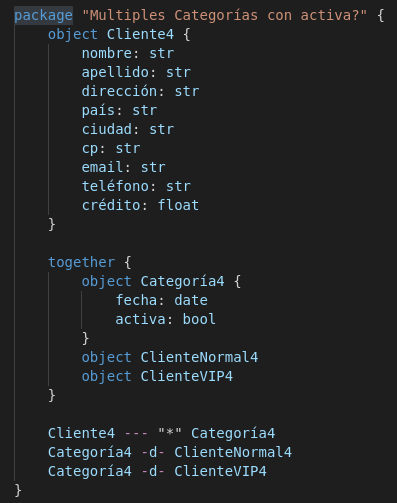 package "Multiples Categorías con activa?" {
    object Cliente4 {
        nombre: str
        apellido: str
        dirección: str
        país: str
        ciudad: str
        cp: str
        email: str
        teléfono: str
        crédito: float
    }

    together {
        object Categoría4 {
            fecha: date
            activa: bool
        }
        object ClienteNormal4
        object ClienteVIP4
    }

    Cliente4 --- "*" Categoría4
    Categoría4 -d- ClienteNormal4
    Categoría4 -d- ClienteVIP4
}